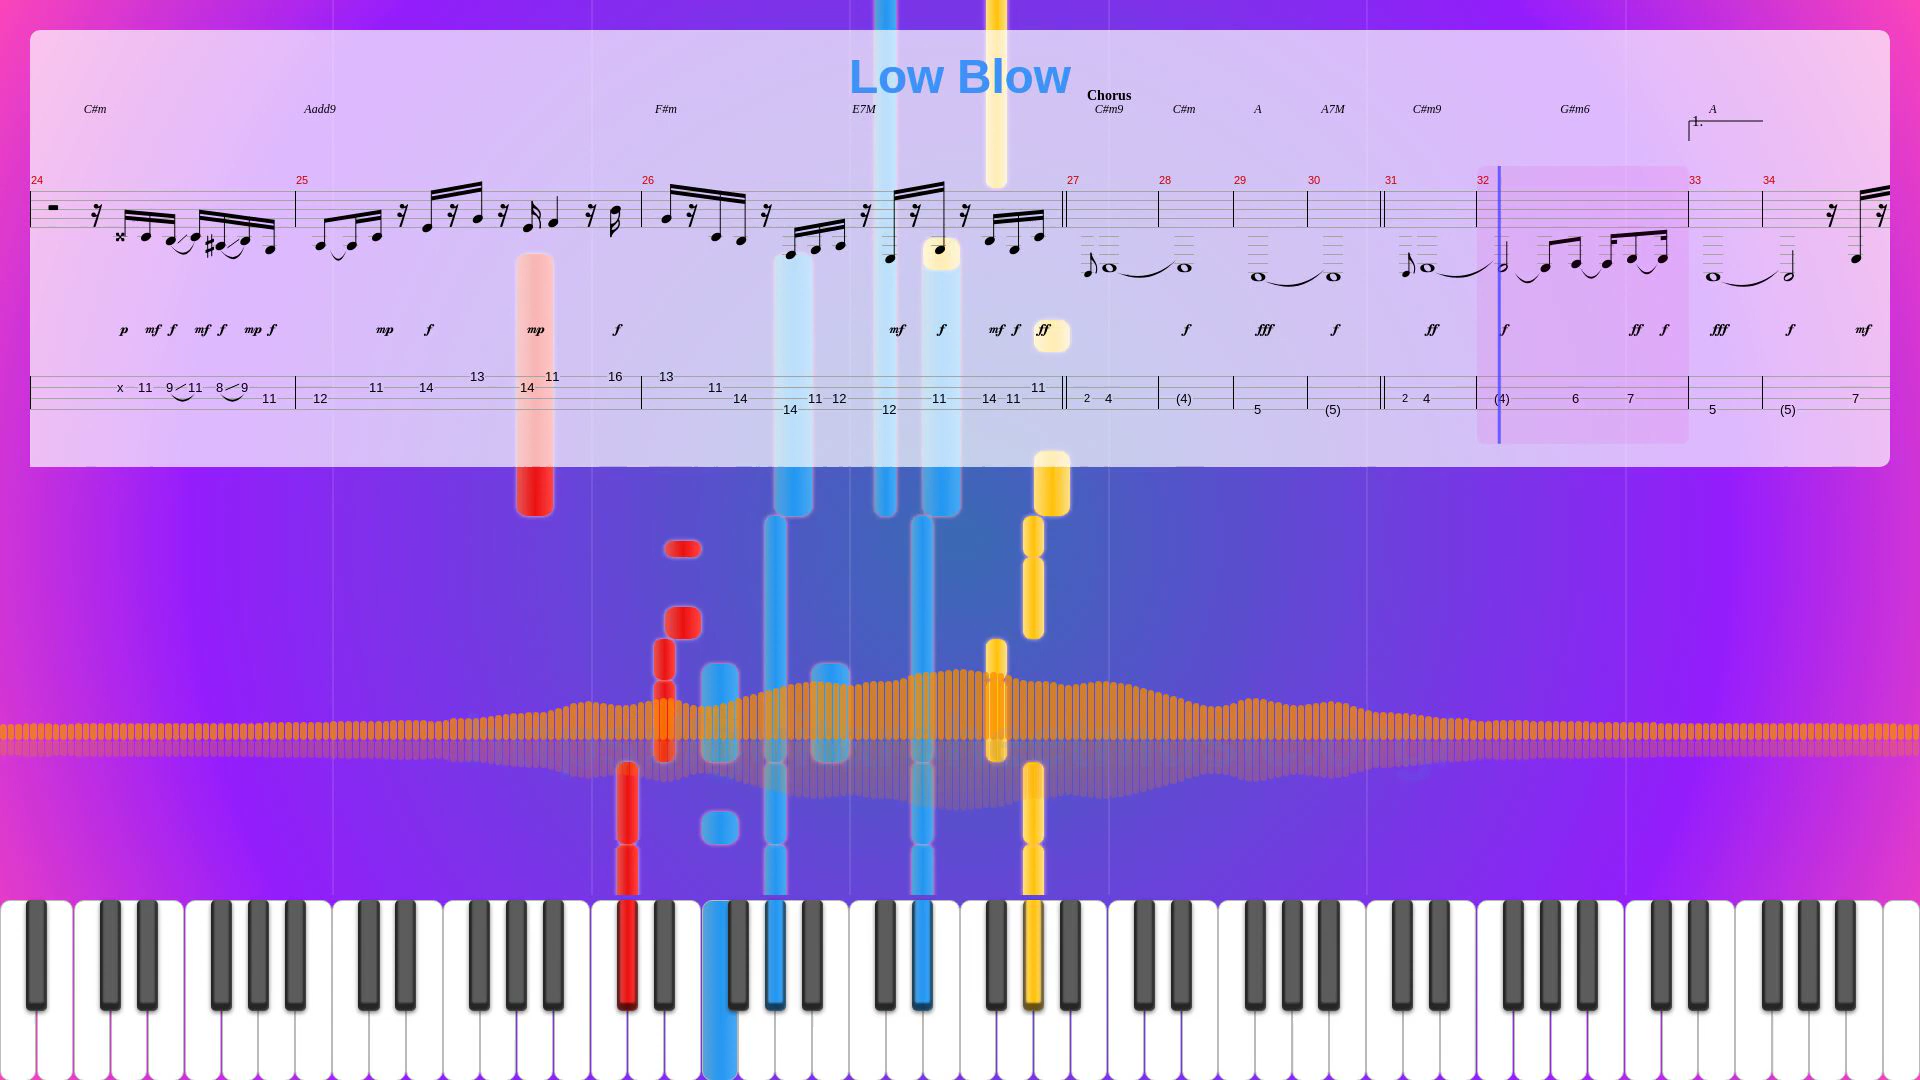 Low Blow
Chorus
C#m Aadd9 F#m E7M C#m9 C#m A A7M C#m9 G#m6 A
1.
24 25 26 27 28 29 30 31 32 33 34
p mf f mf f mp f mp f mp f mf f mf f ff f fff f ff f ff f fff f mf
13 11 16 13
x 11 9 11 8 9 11 14 14 11 11
11 12 14 11 12 11 14 11 2 4 (4) 2 4 (4) 6 7 7
14 12 5 (5) 5 (5)